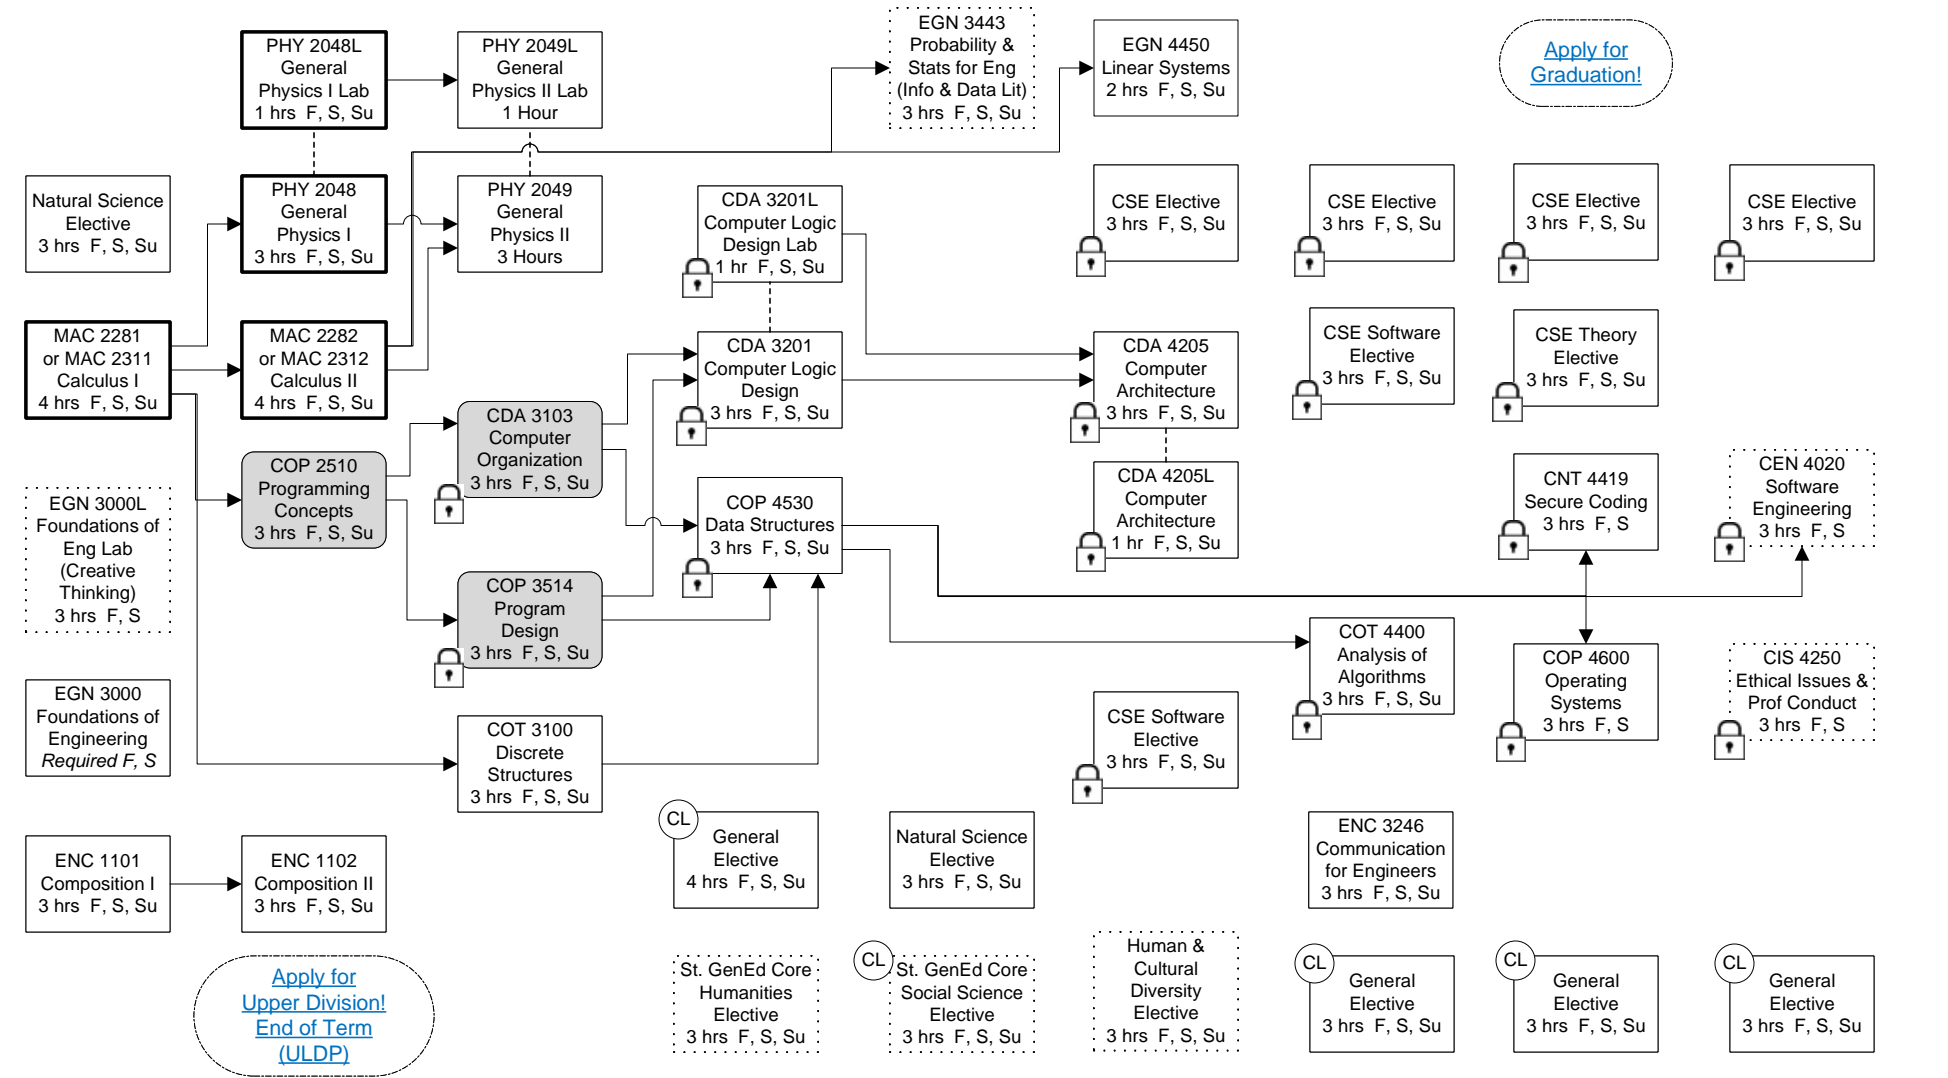 PHY 2048L
General
Physics I Lab
1 hrs  F, S, Su
PHY 2049L
General
Physics II Lab
1 Hour
EGN 3443
Probability &
Stats for Eng
(Info & Data Lit)
3 hrs  F, S, Su
EGN 4450
Linear Systems
2 hrs  F, S, Su
Apply for
Graduation!
Natural Science
Elective
3 hrs  F, S, Su
PHY 2048
General
Physics I
3 hrs  F, S, Su
PHY 2049
General
Physics II
3 Hours
CDA 3201L
Computer Logic
Design Lab
1 hr  F, S, Su
CSE Elective
3 hrs  F, S, Su
CSE Elective
3 hrs  F, S, Su
CSE Elective
3 hrs  F, S, Su
CSE Elective
3 hrs  F, S, Su
MAC 2281
or MAC 2311
Calculus I
4 hrs  F, S, Su
MAC 2282
or MAC 2312
Calculus II
4 hrs  F, S, Su
CDA 3201
Computer Logic
Design
3 hrs  F, S, Su
CDA 4205
Computer
Architecture
3 hrs  F, S, Su
CSE Software
Elective
3 hrs  F, S, Su
CSE Theory
Elective
3 hrs  F, S, Su
CDA 3103
Computer
Organization
3 hrs  F, S, Su
COP 2510
Programming
Concepts
3 hrs  F, S, Su
EGN 3000L
Foundations of
Eng Lab
(Creative
Thinking)
3 hrs  F, S
COP 4530
Data Structures
3 hrs  F, S, Su
CDA 4205L
Computer
Architecture
1 hr  F, S, Su
CNT 4419
Secure Coding
3 hrs  F, S
CEN 4020
Software
Engineering
3 hrs  F, S
COP 3514
Program
Design
3 hrs  F, S, Su
COT 4400
Analysis of
Algorithms
3 hrs  F, S, Su
COP 4600
Operating
Systems
3 hrs  F, S
CIS 4250
Ethical Issues &
Prof Conduct
3 hrs  F, S
EGN 3000
Foundations of
Engineering
Required F, S
COT 3100
Discrete
Structures
3 hrs  F, S, Su
CSE Software
Elective
3 hrs  F, S, Su
ENC 1101
Composition I
3 hrs  F, S, Su
ENC 1102
Composition II
3 hrs  F, S, Su
CL
General
Elective
4 hrs  F, S, Su
Natural Science
Elective
3 hrs  F, S, Su
ENC 3246
Communication
for Engineers
3 hrs  F, S, Su
Apply for
Upper Division!
End of Term
(ULDP)
St. GenEd Core
Humanities
Elective
3 hrs  F, S, Su
CL
St. GenEd Core
Social Science
Elective
3 hrs  F, S, Su
Human &
Cultural
Diversity
Elective
3 hrs  F, S, Su
CL
General
Elective
3 hrs  F, S, Su
CL
General
Elective
3 hrs  F, S, Su
CL
General
Elective
3 hrs  F, S, Su